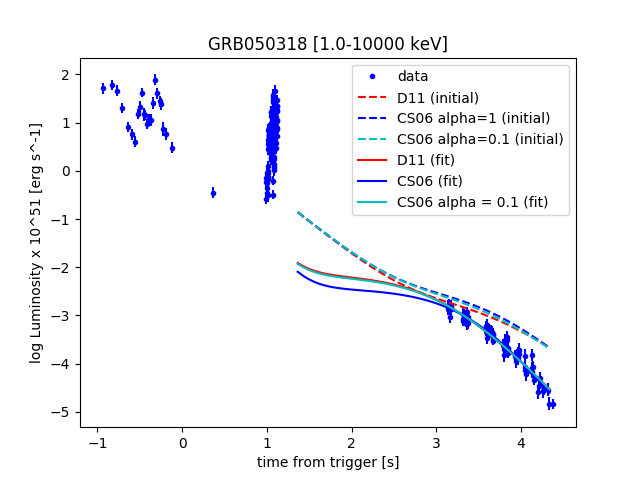 GRB050318 [1.0-10000 keV]
data
D11 (initial)
CS06 alpha=1 (initial)
CS06 alpha=0.1 (initial)
D11 (fit)
CS06 (fit)
CS06 alpha = 0.1 (fit)
log Luminosity x 10^51 [erg s^-1]
2
1
0
−1
−2
−3
−4
−5
−1 0 1 2 3 4
time from trigger [s]